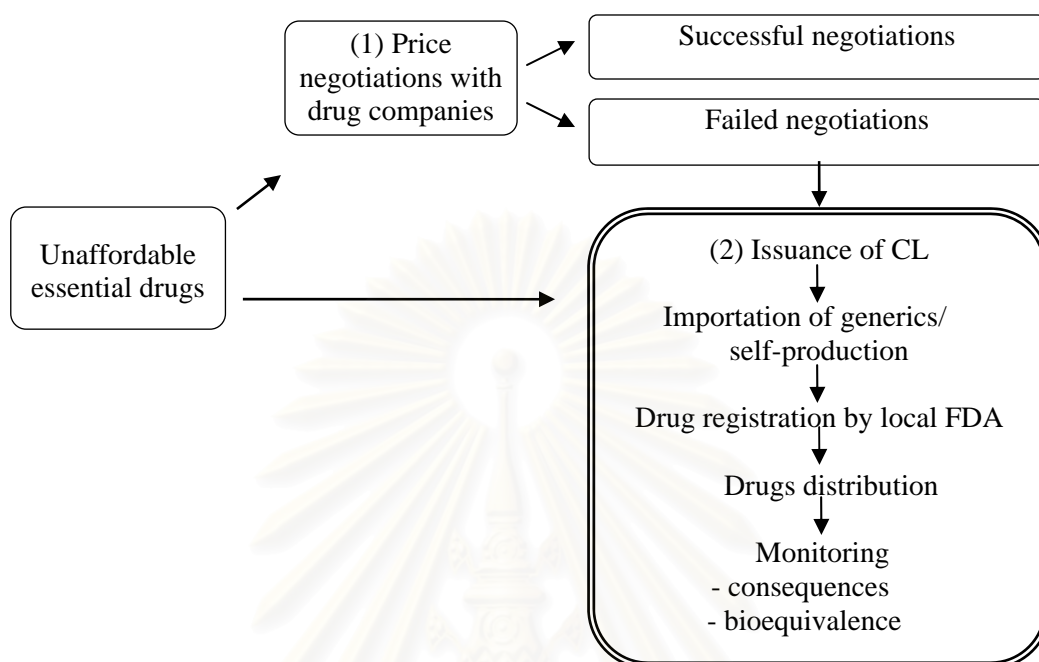 (1) Price
negotiations with
drug companies
Successful negotiations
Failed negotiations
Unaffordable
essential drugs
(2) Issuance of CL
Importation of generics/
self-production
Drug registration by local FDA
Drugs distribution
Monitoring
- consequences
- bioequivalence